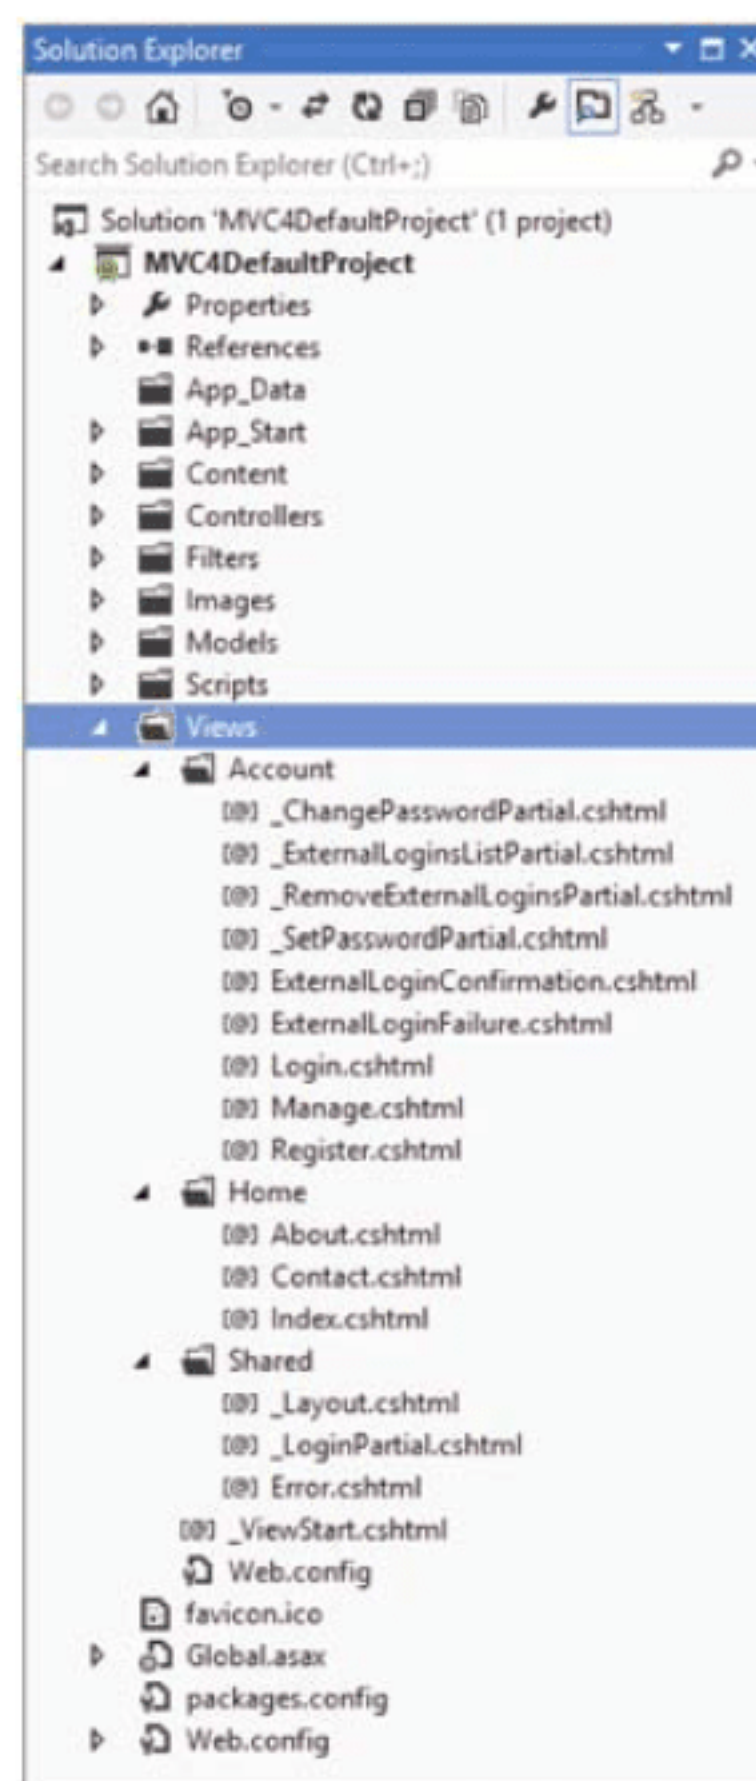 Solution Explorer
Search Solution Explorer (Ctrl+;)
Solution 'MVC4DefaultProject' (1 project)
MVC4DefaultProject
Properties
References
App_Data
App_Start
Content
Controllers
Filters
Images
Models
Scripts
Views
Account
[@] _ChangePasswordPartial.cshtml
[@] _ExternalLoginsListPartial.cshtml
[@] _RemoveExternalLoginsPartial.cshtml
[@] _SetPasswordPartial.cshtml
[@] ExternalLoginConfirmation.cshtml
[@] ExternalLoginFailure.cshtml
[@] Login.cshtml
[@] Manage.cshtml
[@] Register.cshtml
Home
[@] About.cshtml
[@] Contact.cshtml
[@] Index.cshtml
Shared
[@] _Layout.cshtml
[@] _LoginPartial.cshtml
[@] Error.cshtml
[@] _ViewStart.cshtml
Web.config
favicon.ico
Global.asax
packages.config
Web.config